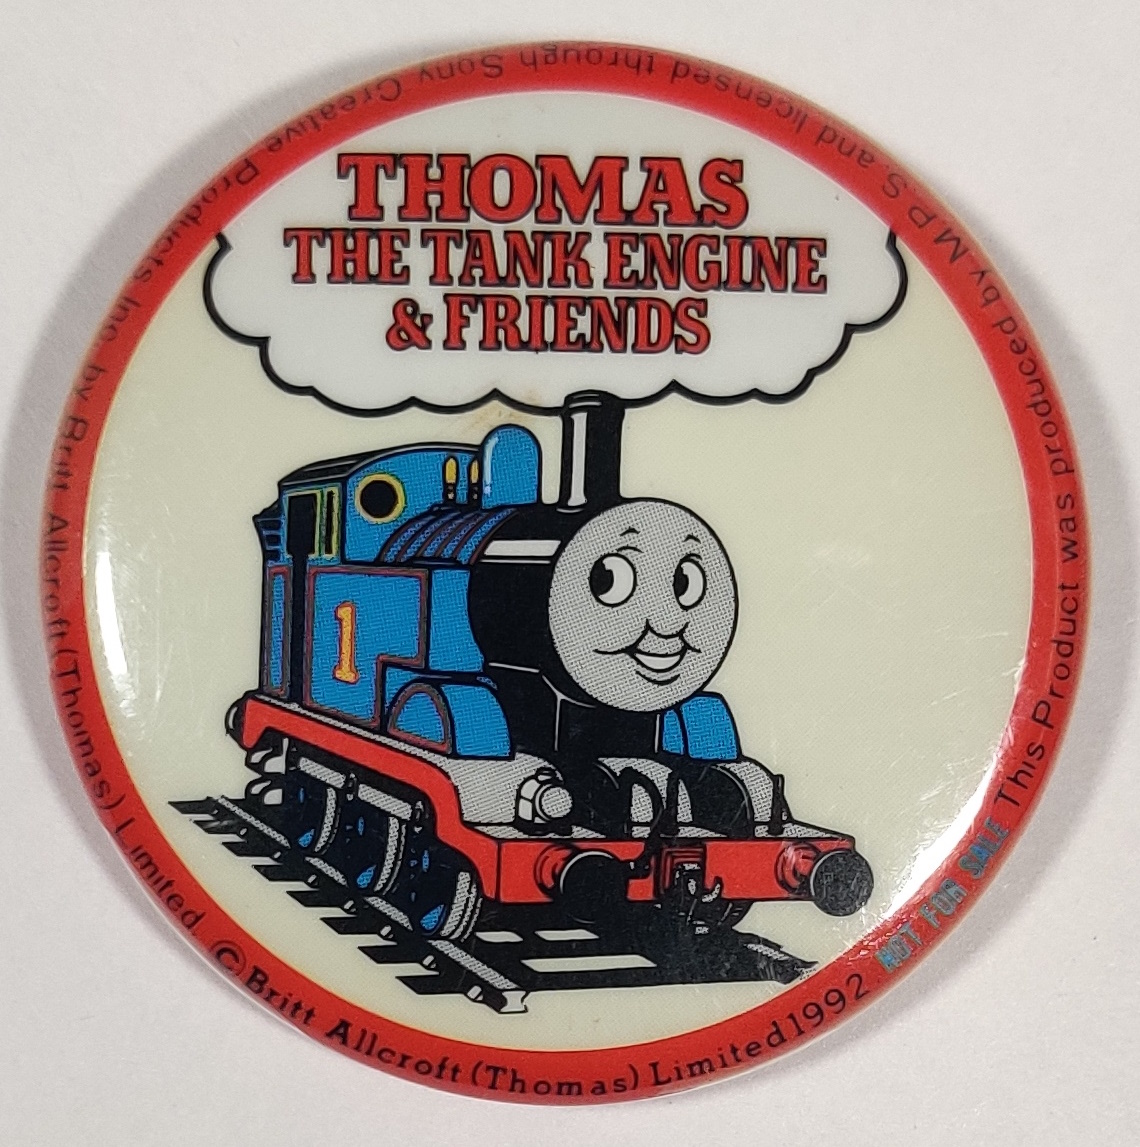 THOMAS
THE TANK ENGINE
& FRIENDS
© Britt Allcroft (Thomas) Limited 1992
NOT FOR SALE
This Product was produced by M.P.S. and licensed through Sony Creative Products Inc. by Britt Allcroft (Thomas) Limited.
1